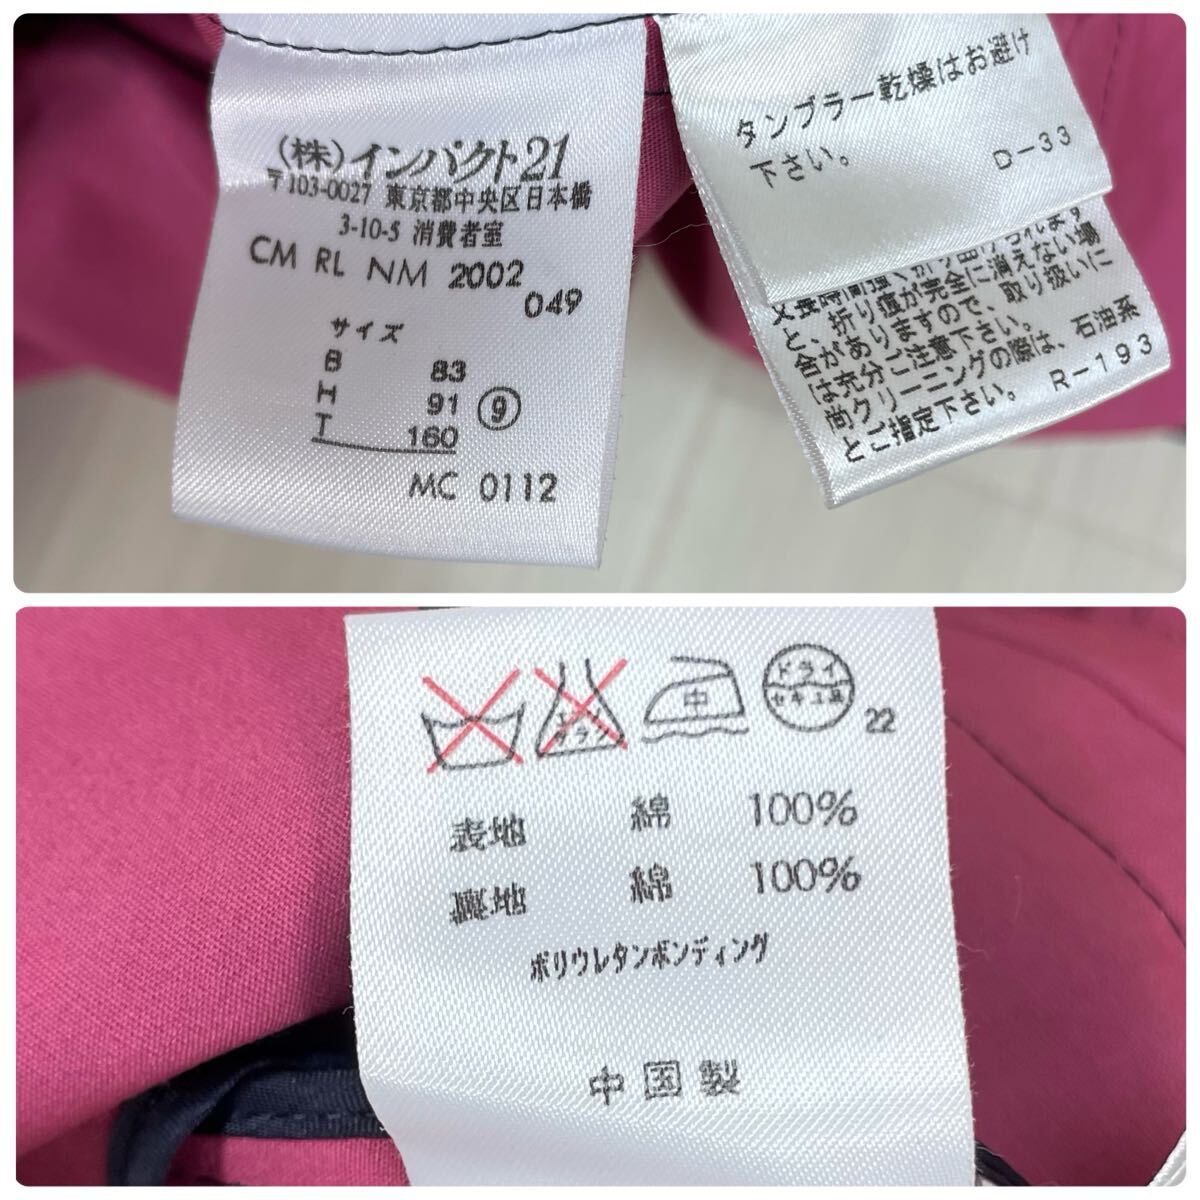 (株)インパクト21
〒103-0027 東京都中央区日本橋
3-10-5 消費者室
CM RL NM 2002
049
サイズ
B 83
H 91 ⑨
T 160
MC 0112
タンブラー乾燥はお避け
下さい。 D-33
と、折り癖が完全に消えない場
合がありますので、取り扱いに
は充分ご注意下さい。
尚クリーニングの際は、石油系
とご指定下さい。 R-193
中
ドライ
セキユ系
22
表地 綿 100%
裏地 綿 100%
ポリウレタンボンディング
中国製